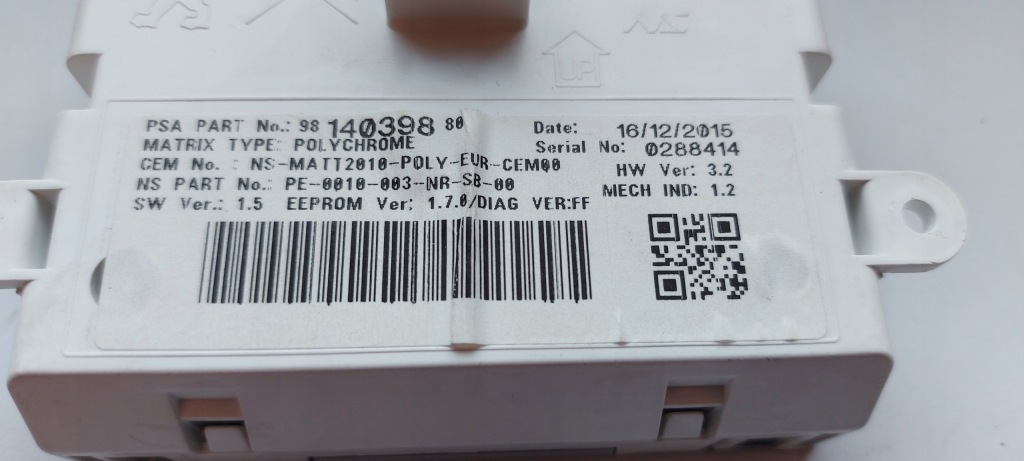 NS
UP
PSA PART No.: 98 140398 80
Date: 16/12/2015
MATRIX TYPE: POLYCHROME
Serial No: 0288414
CEM No. : NS-MATT2010-POLY-EUR-CEM00
HW Ver: 3.2
NS PART No.: PE-0010-003-NR-SB-00
MECH IND: 1.2
SW Ver.: 1.5 EEPROM Ver: 1.7.0/DIAG VER:FF